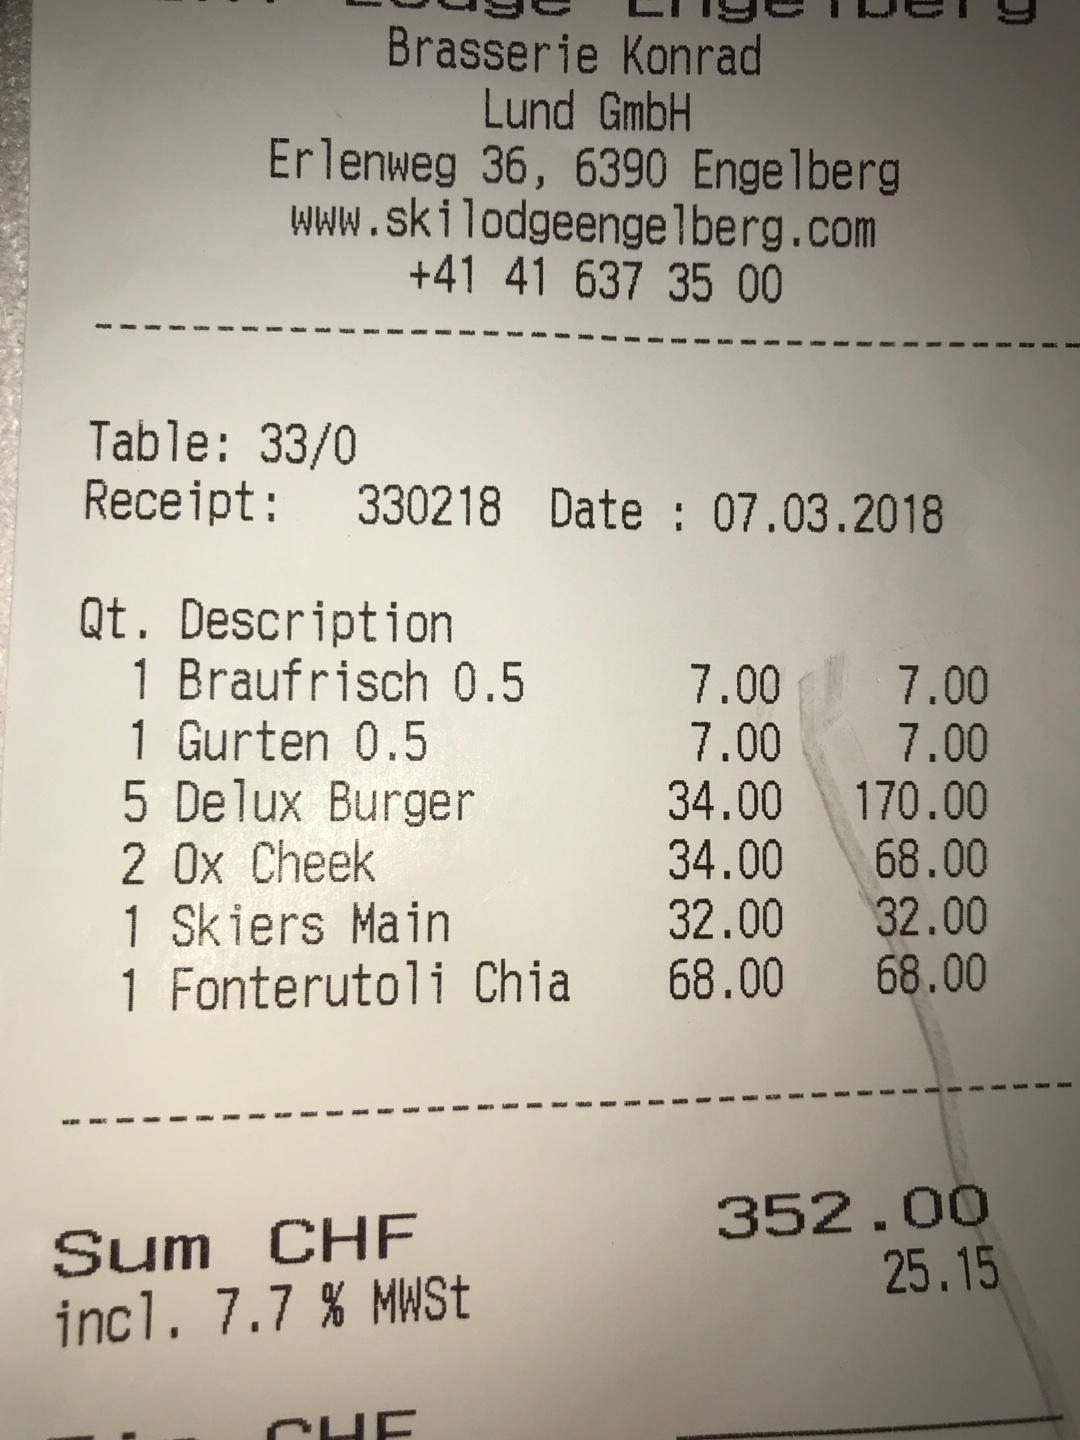 Lodge Engelberg
Brasserie Konrad
Lund GmbH
Erlenweg 36, 6390 Engelberg
www.skilodgeengelberg.com
+41 41 637 35 00
Table: 33/0
Receipt: 330218 Date : 07.03.2018
Qt. Description
1 Braufrisch 0.5 7.00 7.00
1 Gurten 0.5 7.00 7.00
5 Delux Burger 34.00 170.00
2 Ox Cheek 34.00 68.00
1 Skiers Main 32.00 32.00
1 Fonterutoli Chia 68.00 68.00
Sum CHF 352.00
incl. 7.7 % MWSt 25.15
Tip CHF